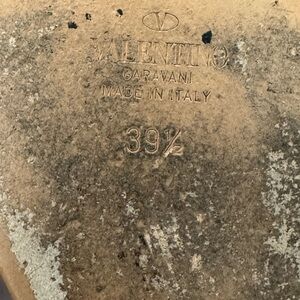 V
VALENTINO
GARAVANI
MADE IN ITALY
39½